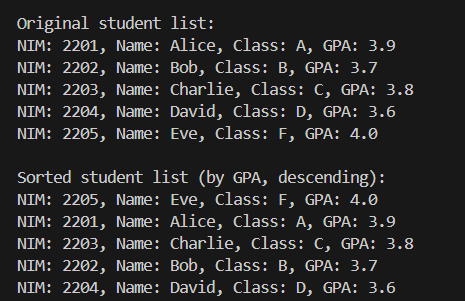 Original student list:
NIM: 2201, Name: Alice, Class: A, GPA: 3.9
NIM: 2202, Name: Bob, Class: B, GPA: 3.7
NIM: 2203, Name: Charlie, Class: C, GPA: 3.8
NIM: 2204, Name: David, Class: D, GPA: 3.6
NIM: 2205, Name: Eve, Class: F, GPA: 4.0
Sorted student list (by GPA, descending):
NIM: 2205, Name: Eve, Class: F, GPA: 4.0
NIM: 2201, Name: Alice, Class: A, GPA: 3.9
NIM: 2203, Name: Charlie, Class: C, GPA: 3.8
NIM: 2202, Name: Bob, Class: B, GPA: 3.7
NIM: 2204, Name: David, Class: D, GPA: 3.6